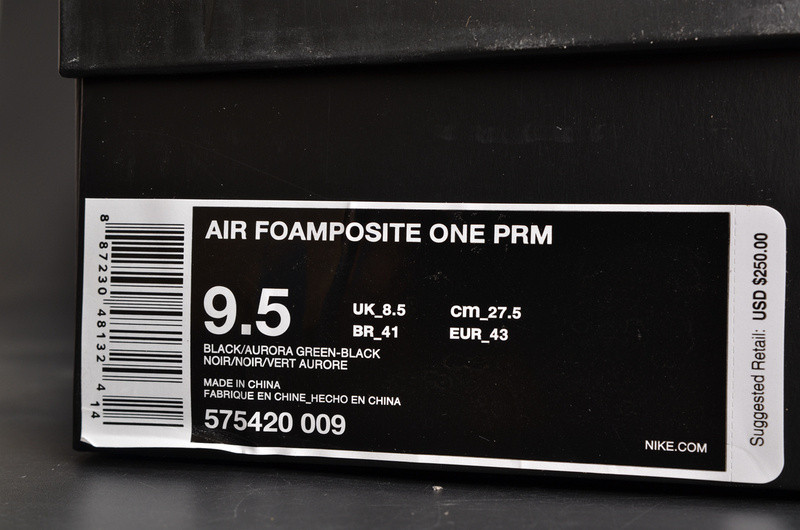 AIR FOAMPOSITE ONE PRM
9.5
UK_8.5 cm_27.5
BR_41 EUR_43
BLACK/AURORA GREEN-BLACK
NOIR/NOIR/VERT AURORE
MADE IN CHINA
FABRIQUE EN CHINE_HECHO EN CHINA
575420 009
NIKE.COM
8 87230 48132 4 14
Suggested Retail: USD $250.00